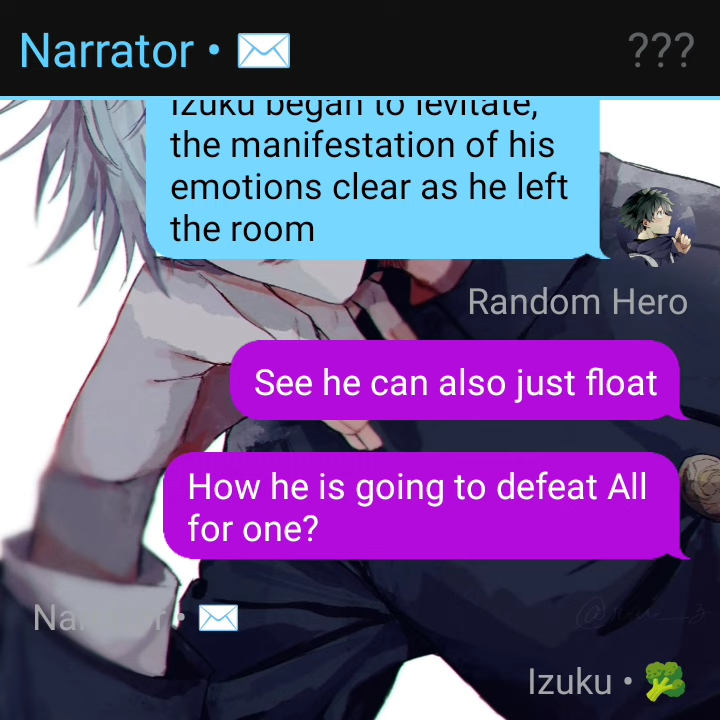 Narrator • ✉️
???
Izuku began to levitate,
the manifestation of his
emotions clear as he left
the room
Random Hero
See he can also just float
How he is going to defeat All
for one?
Narrator • ✉️
Izuku • 🥦